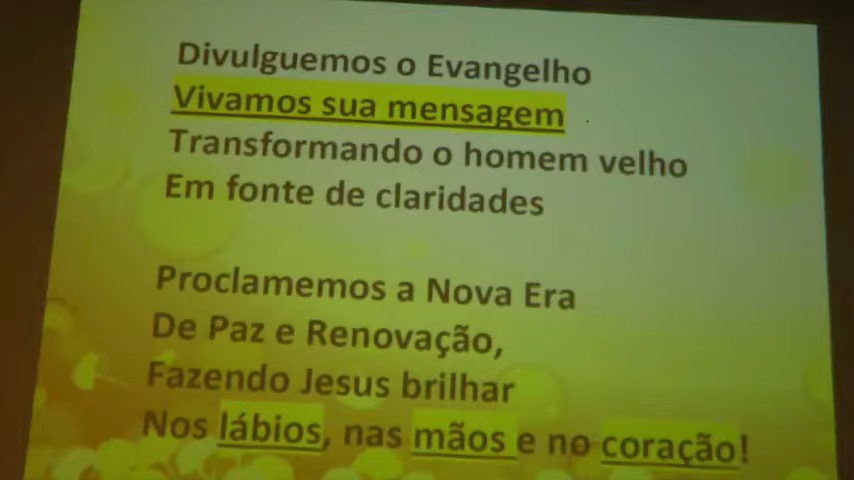 Divulguemos o Evangelho
Vivamos sua mensagem
Transformando o homem velho
Em fonte de claridades
Proclamemos a Nova Era
De Paz e Renovação,
Fazendo Jesus brilhar
Nos lábios, nas mãos e no coração!